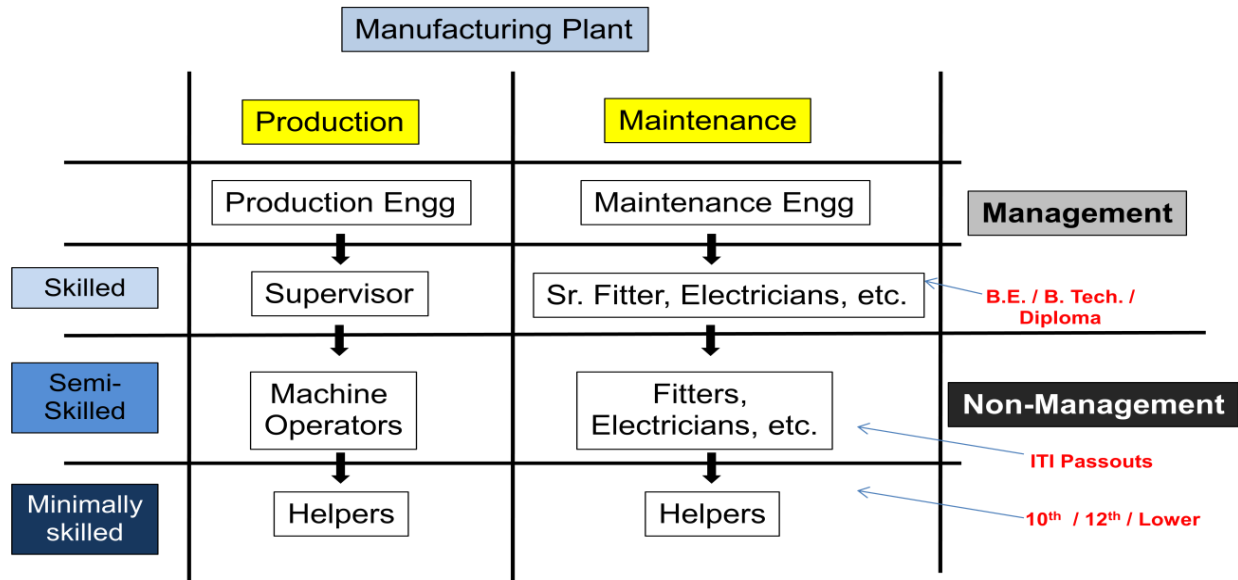 Manufacturing Plant
Production
Maintenance
Production Engg
Maintenance Engg
Management
Skilled
Supervisor
Sr. Fitter, Electricians, etc.
B.E. / B. Tech. /
Diploma
Semi-
Skilled
Machine
Operators
Fitters,
Electricians, etc.
Non-Management
ITI Passouts
Minimally
skilled
Helpers
Helpers
10th / 12th / Lower